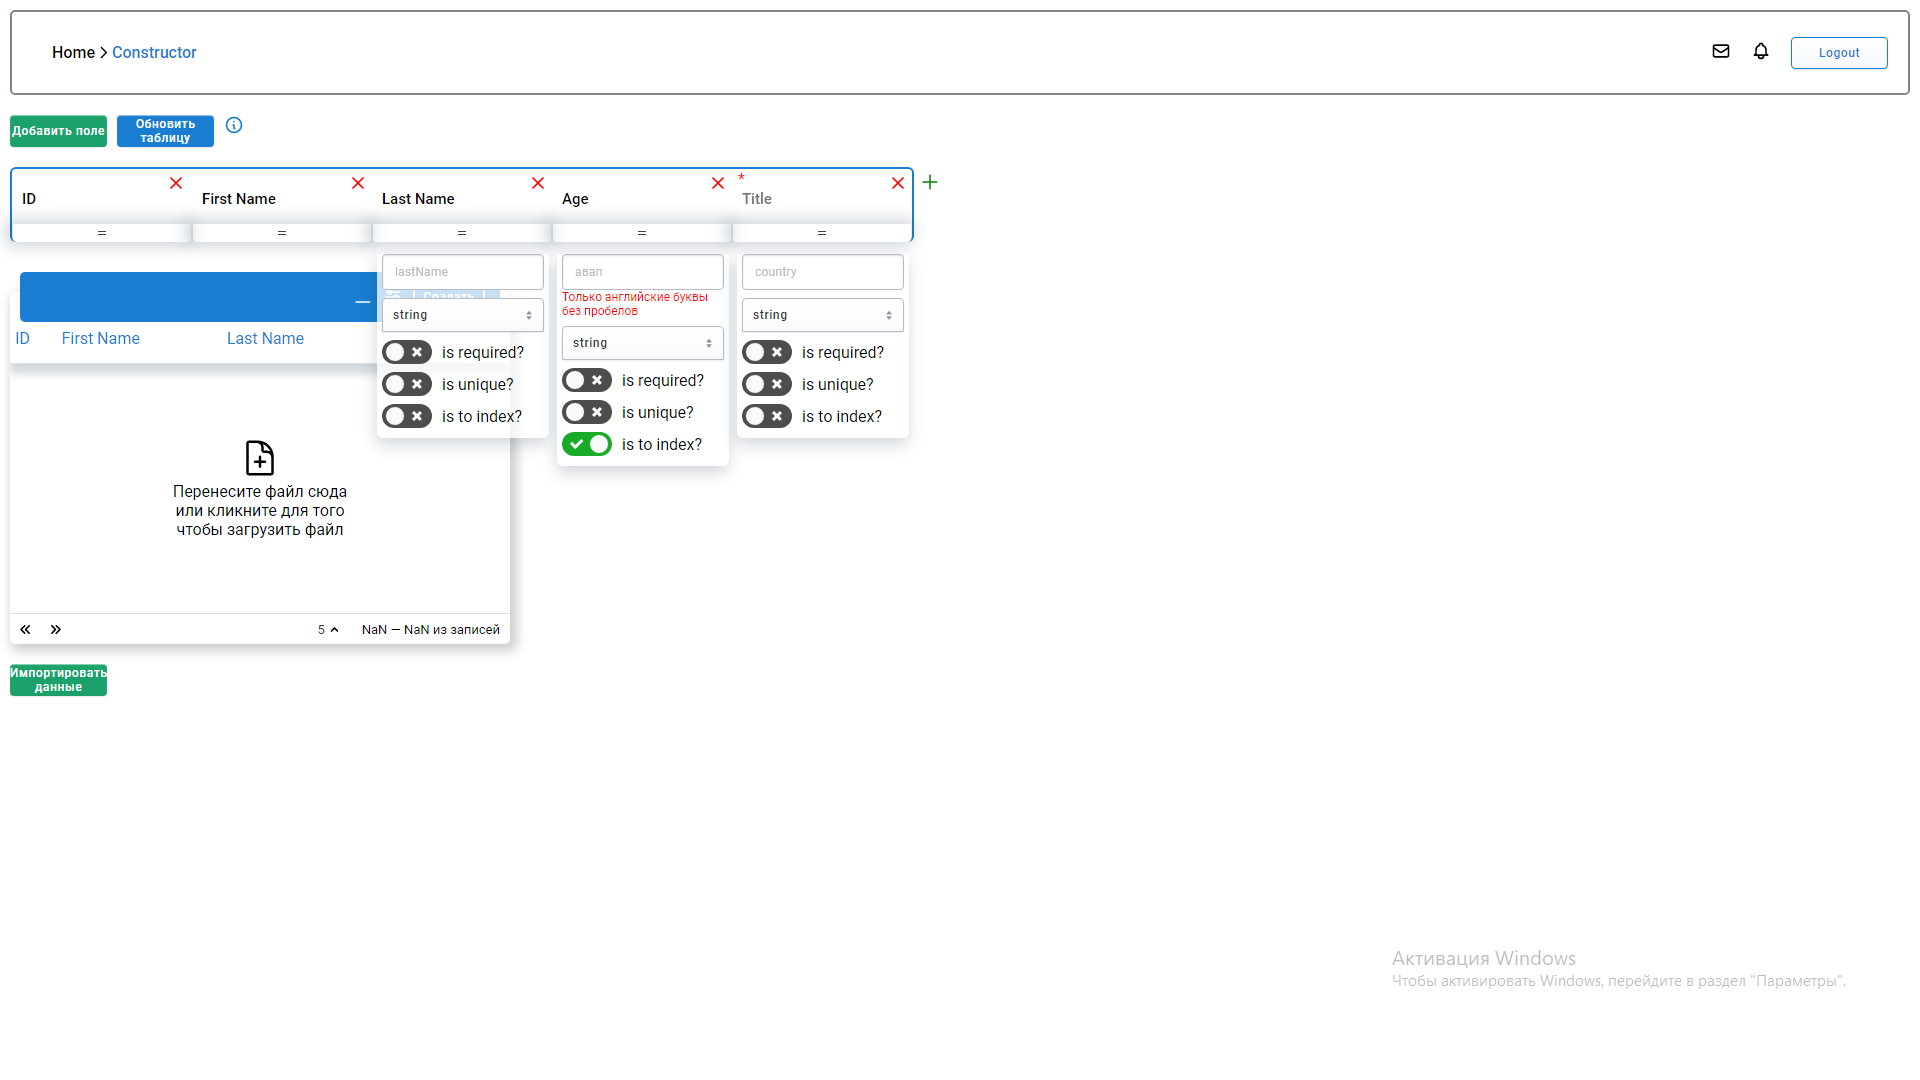 Home Constructor
Logout
Добавить поле
Обновить
таблицу
ID
First Name
Last Name
Age
* Title
=
=
=
=
=
lastName
string
is required?
is unique?
is to index?
авап
Только английские буквы
без пробелов
string
is required?
is unique?
is to index?
country
string
is required?
is unique?
is to index?
Создать
ID First Name Last Name
Перенесите файл сюда
или кликните для того
чтобы загрузить файл
5 NaN — NaN из записей
Импортировать
данные
Активация Windows
Чтобы активировать Windows, перейдите в раздел "Параметры".